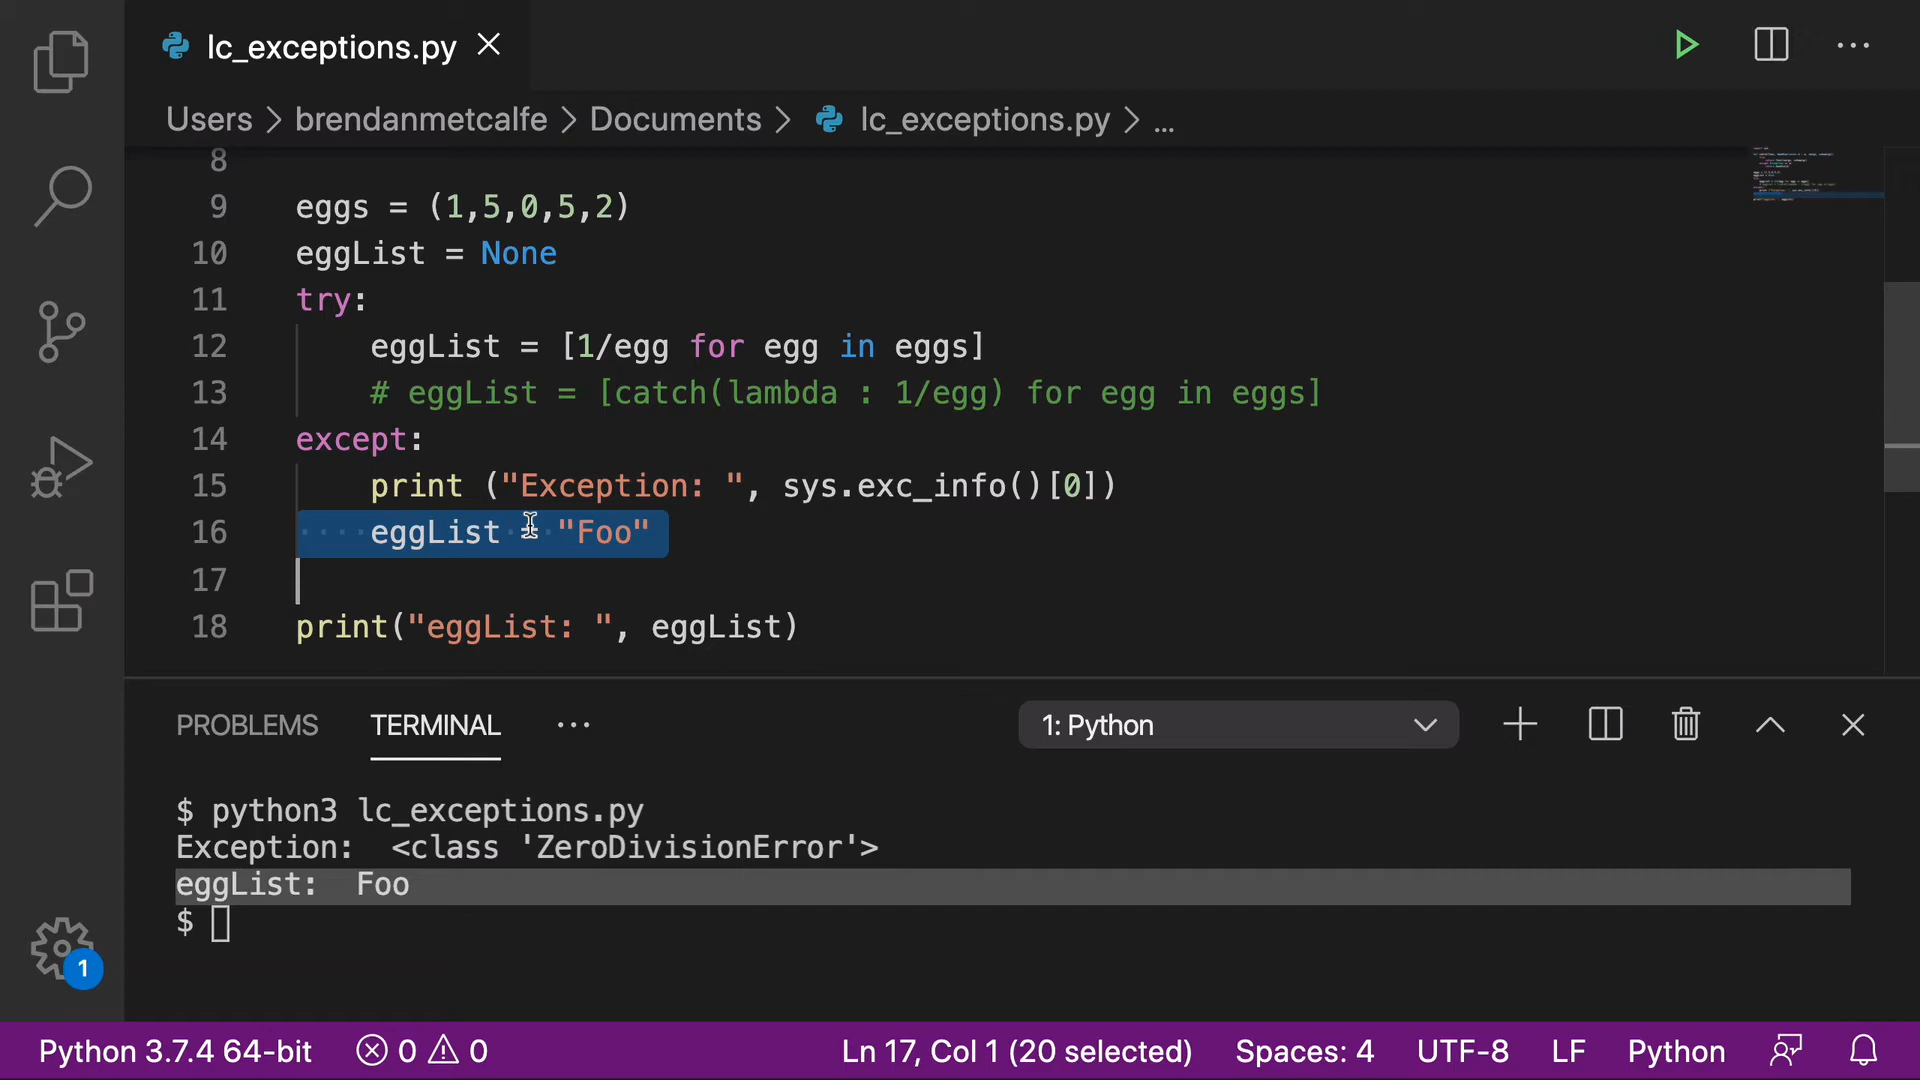 lc_exceptions.py
Users > brendanmetcalfe > Documents > lc_exceptions.py > ...
8
9 eggs = (1,5,0,5,2)
10 eggList = None
11 try:
12 eggList = [1/egg for egg in eggs]
13 # eggList = [catch(lambda : 1/egg) for egg in eggs]
14 except:
15 print ("Exception: ", sys.exc_info()[0])
16 eggList = "Foo"
17
18 print("eggList: ", eggList)
PROBLEMS TERMINAL ... 1: Python
$ python3 lc_exceptions.py
Exception:  <class 'ZeroDivisionError'>
eggList:  Foo
$
1
Python 3.7.4 64-bit 0 0 Ln 17, Col 1 (20 selected) Spaces: 4 UTF-8 LF Python